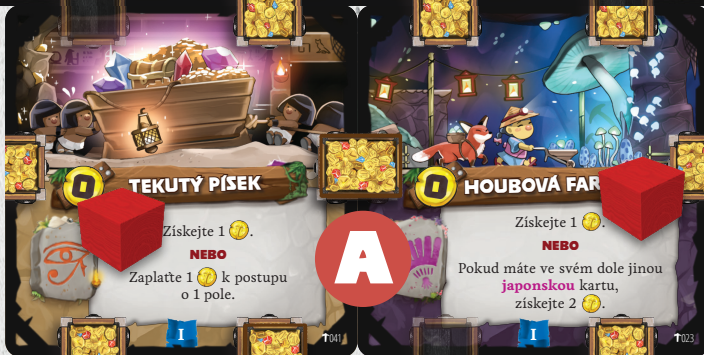 0 TEKUTÝ PÍSEK
Získejte 1.
NEBO
Zaplaťte 1 k postupu
o 1 pole.
I
041
A
0 HOUBOVÁ FAR
Získejte 1.
NEBO
Pokud máte ve svém dole jinou
japonskou kartu,
získejte 2.
I
023